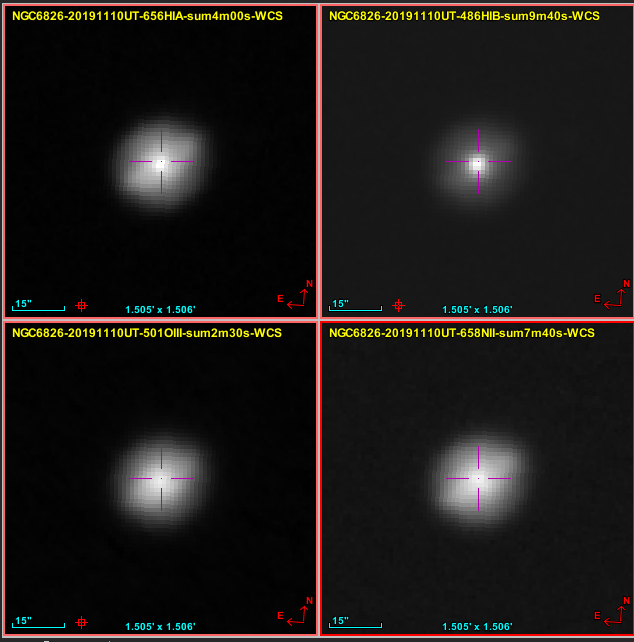 NGC6826-20191110UT-656HIA-sum4m00s-WCS
15"
1.505' x 1.506'
E
N
NGC6826-20191110UT-486HIB-sum9m40s-WCS
15"
1.505' x 1.506'
E
N
NGC6826-20191110UT-501OIII-sum2m30s-WCS
15"
1.505' x 1.506'
E
N
NGC6826-20191110UT-658NII-sum7m40s-WCS
15"
1.505' x 1.506'
E
N